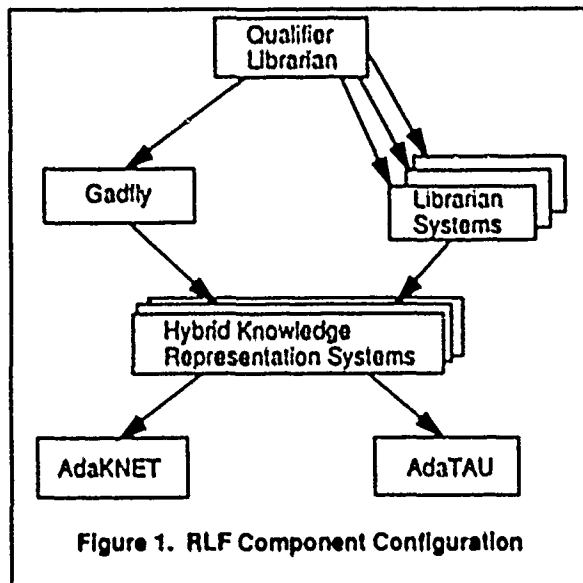 Qualifier
Librarian
Gadfly
Librarian
Systems
Hybrid Knowledge
Representation Systems
AdaKNET
AdaTAU
Figure 1. RLF Component Configuration